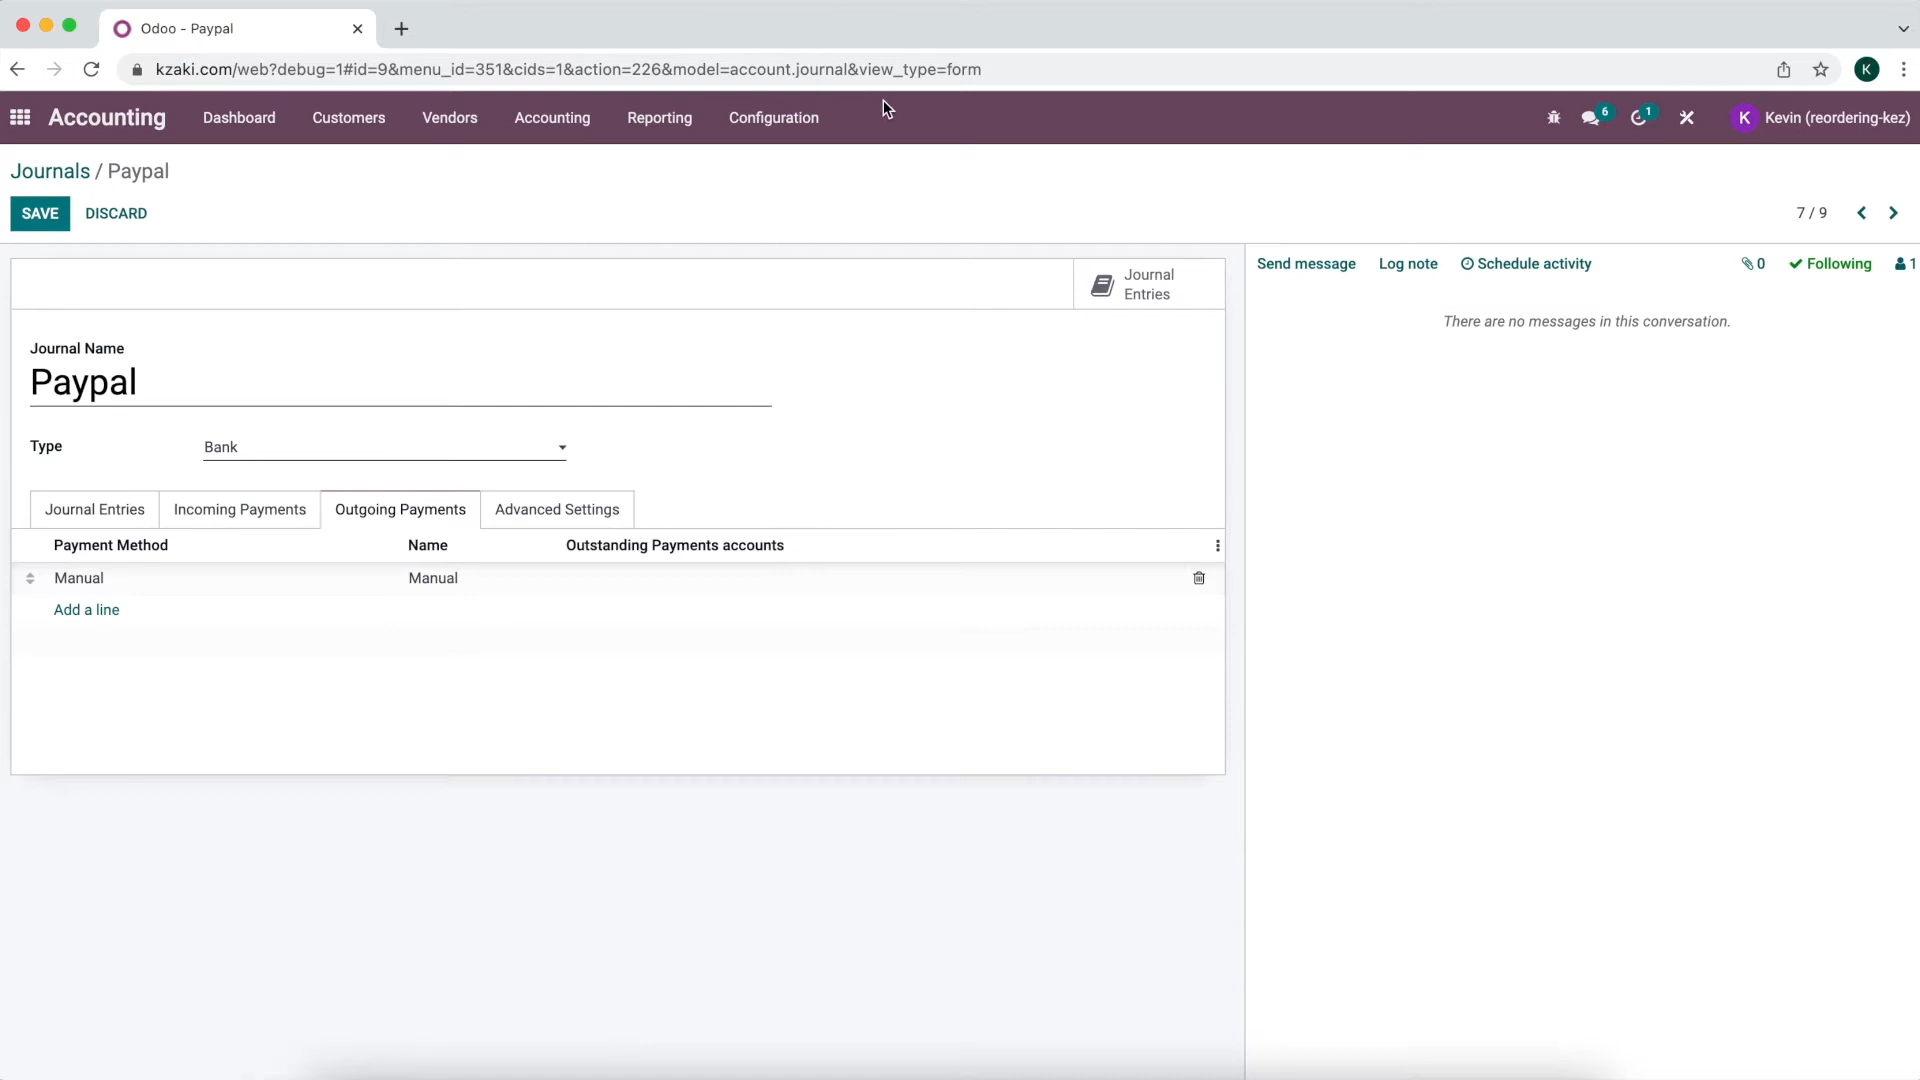 Odoo - Paypal
kzaki.com/web?debug=1#id=9&menu_id=351&cids=1&action=226&model=account.journal&view_type=form
K
Accounting Dashboard Customers Vendors Accounting Reporting Configuration 6 1 K Kevin (reordering-kez)
Journals / Paypal
SAVE DISCARD 7 / 9
Journal Entries
Send message Log note Schedule activity 0 Following 1
There are no messages in this conversation.
Journal Name
Paypal
Type Bank
Journal Entries Incoming Payments Outgoing Payments Advanced Settings
Payment Method Name Outstanding Payments accounts
Manual Manual
Add a line